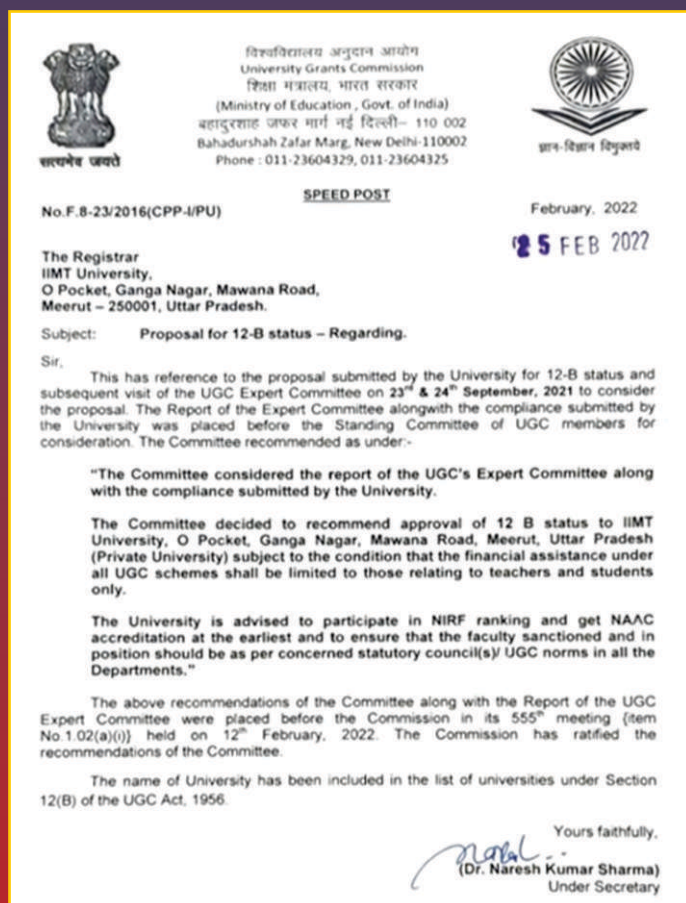 विश्वविद्यालय अनुदान आयोग
University Grants Commission
शिक्षा मंत्रालय, भारत सरकार
(Ministry of Education , Govt. of India)
बहादुरशाह जफर मार्ग नई दिल्ली– 110 002
Bahadurshah Zafar Marg, New Delhi-110002
Phone : 011-23604329, 011-23604325
सत्यमेव जयते
ज्ञान-विज्ञान विमुक्तये
SPEED POST
No.F.8-23/2016(CPP-I/PU)
February, 2022
25 FEB 2022
The Registrar
IIMT University,
O Pocket, Ganga Nagar, Mawana Road,
Meerut – 250001, Uttar Pradesh.
Subject: Proposal for 12-B status – Regarding.
Sir,
This has reference to the proposal submitted by the University for 12-B status and
subsequent visit of the UGC Expert Committee on 23rd & 24th September, 2021 to consider
the proposal. The Report of the Expert Committee alongwith the compliance submitted by
the University was placed before the Standing Committee of UGC members for
consideration. The Committee recommended as under:-
"The Committee considered the report of the UGC's Expert Committee along
with the compliance submitted by the University.
The Committee decided to recommend approval of 12 B status to IIMT
University, O Pocket, Ganga Nagar, Mawana Road, Meerut, Uttar Pradesh
(Private University) subject to the condition that the financial assistance under
all UGC schemes shall be limited to those relating to teachers and students
only.
The University is advised to participate in NIRF ranking and get NAAC
accreditation at the earliest and to ensure that the faculty sanctioned and in
position should be as per concerned statutory council(s)/ UGC norms in all the
Departments."
The above recommendations of the Committee along with the Report of the UGC
Expert Committee were placed before the Commission in its 555th meeting {item
No.1.02(a)(i)} held on 12th February, 2022. The Commission has ratified the
recommendations of the Committee.
The name of University has been included in the list of universities under Section
12(B) of the UGC Act, 1956.
Yours faithfully,
(Dr. Naresh Kumar Sharma)
Under Secretary